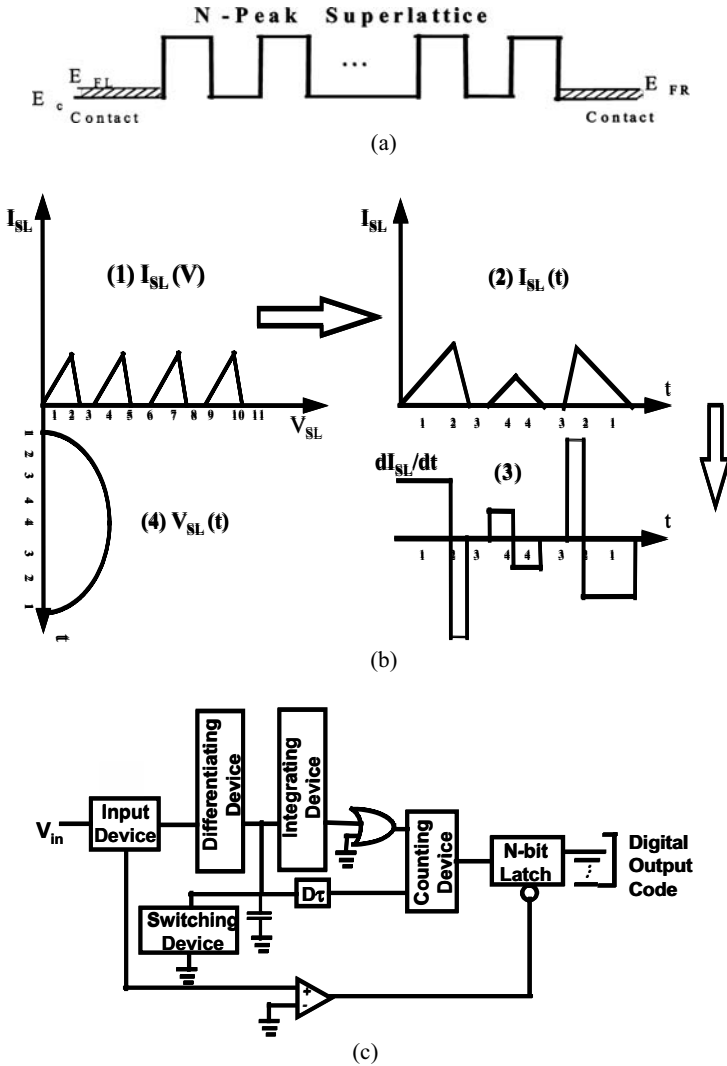 N - Peak Superlattice
...
E FL
E c
E FR
Contact
Contact
(a)
I SL
(1) I SL (V)
1 2 3 4 5 6 7 8 9 10 11
V SL
1 2 3 4 4 3 2 1
(4) V SL (t)
t
I SL
(2) I SL (t)
t
1 2 3 4 4 3 2 1
dI SL /dt
(3)
t
1 2 3 4 4 3 2 1
(b)
V in
Input
Device
Differentiating
Device
Integrating
Device
Counting
Device
N-bit
Latch
Digital
Output
Code
Dτ
Switching
Device
+
-
(c)